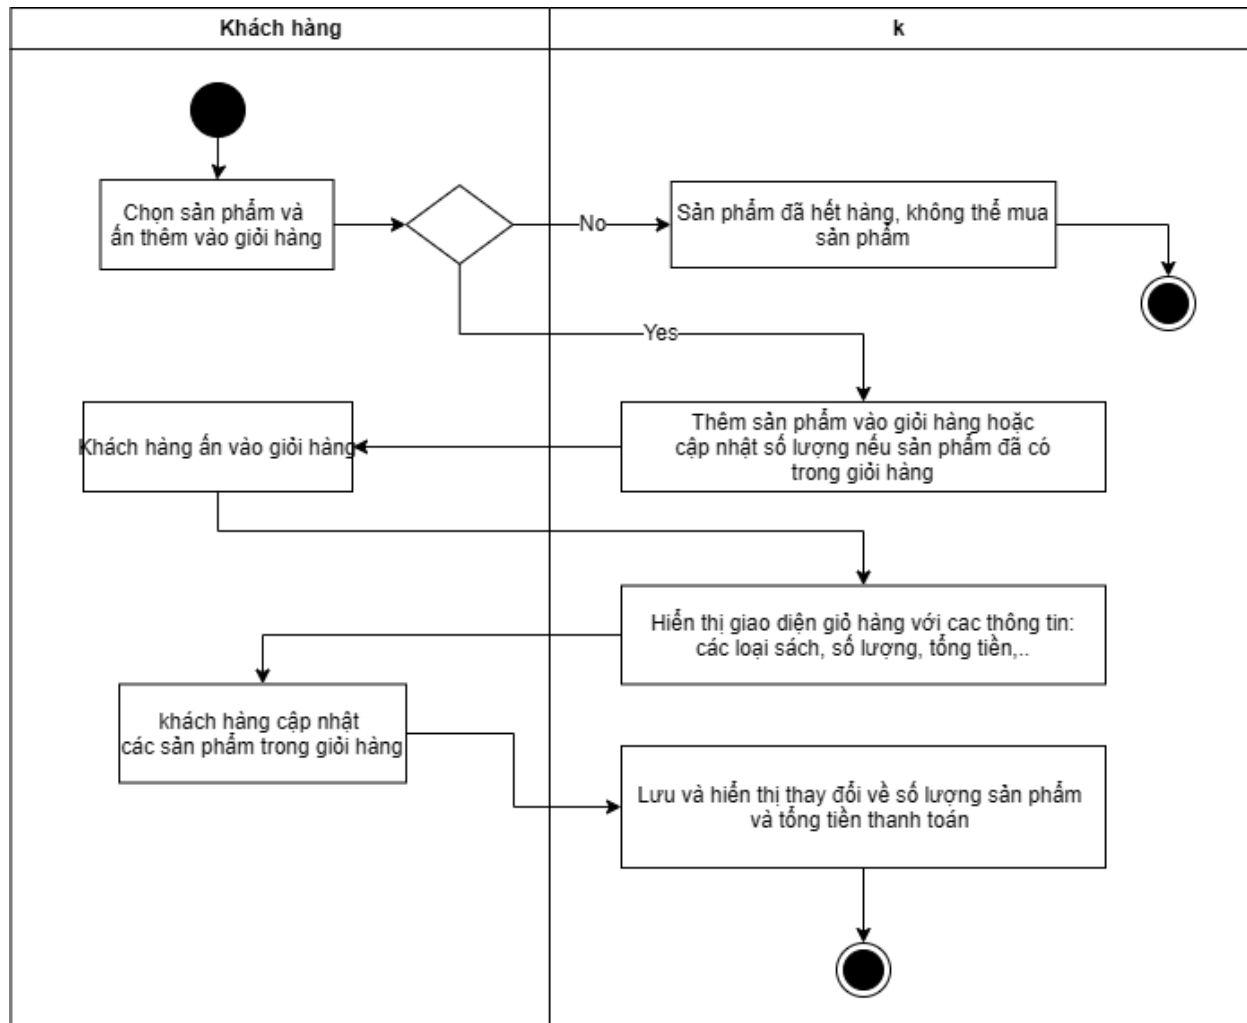 Khách hàng
k
Chọn sản phẩm và
ấn thêm vào giỏi hàng
No
Sản phẩm đã hết hàng, không thể mua
sản phẩm
Yes
Khách hàng ấn vào giỏi hàng
Thêm sản phẩm vào giỏi hàng hoặc
cập nhật số lượng nếu sản phẩm đã có
trong giỏi hàng
Hiển thị giao diện giỏ hàng với cac thông tin:
các loại sách, số lượng, tổng tiền,..
khách hàng cập nhật
các sản phẩm trong giỏi hàng
Lưu và hiển thị thay đổi về số lượng sản phẩm
và tổng tiền thanh toán